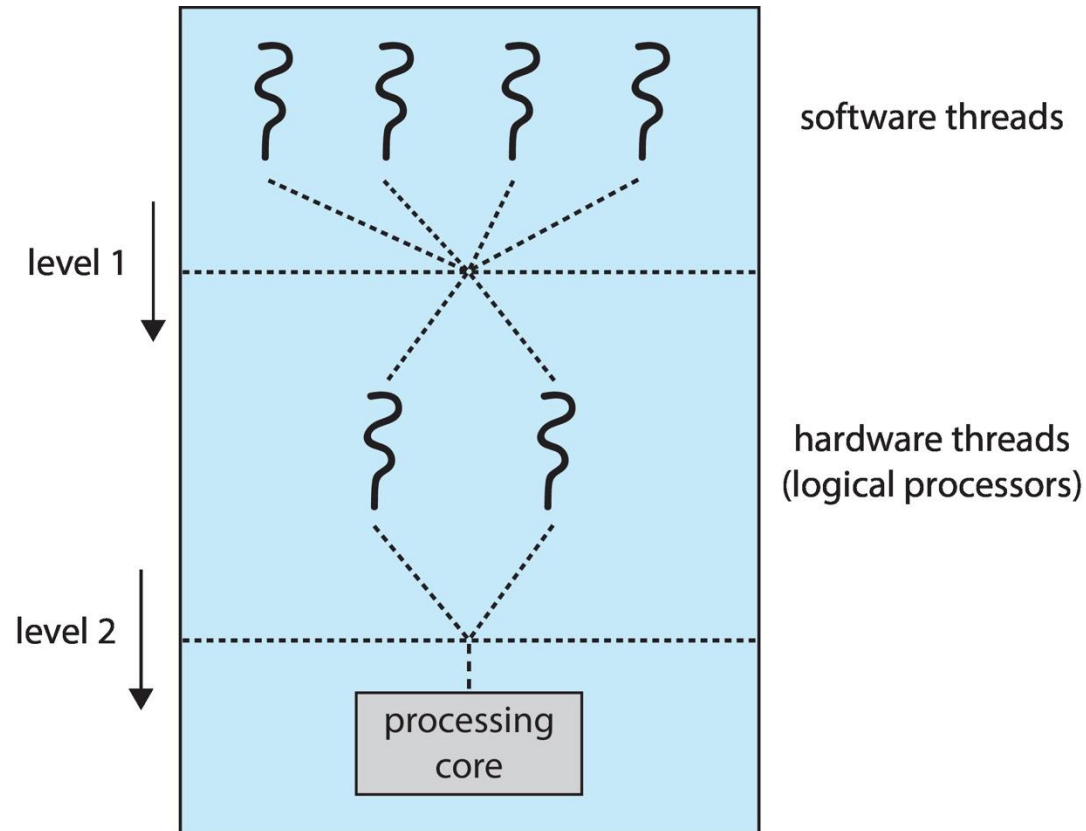 software threads
level 1
hardware threads
(logical processors)
level 2
processing
core